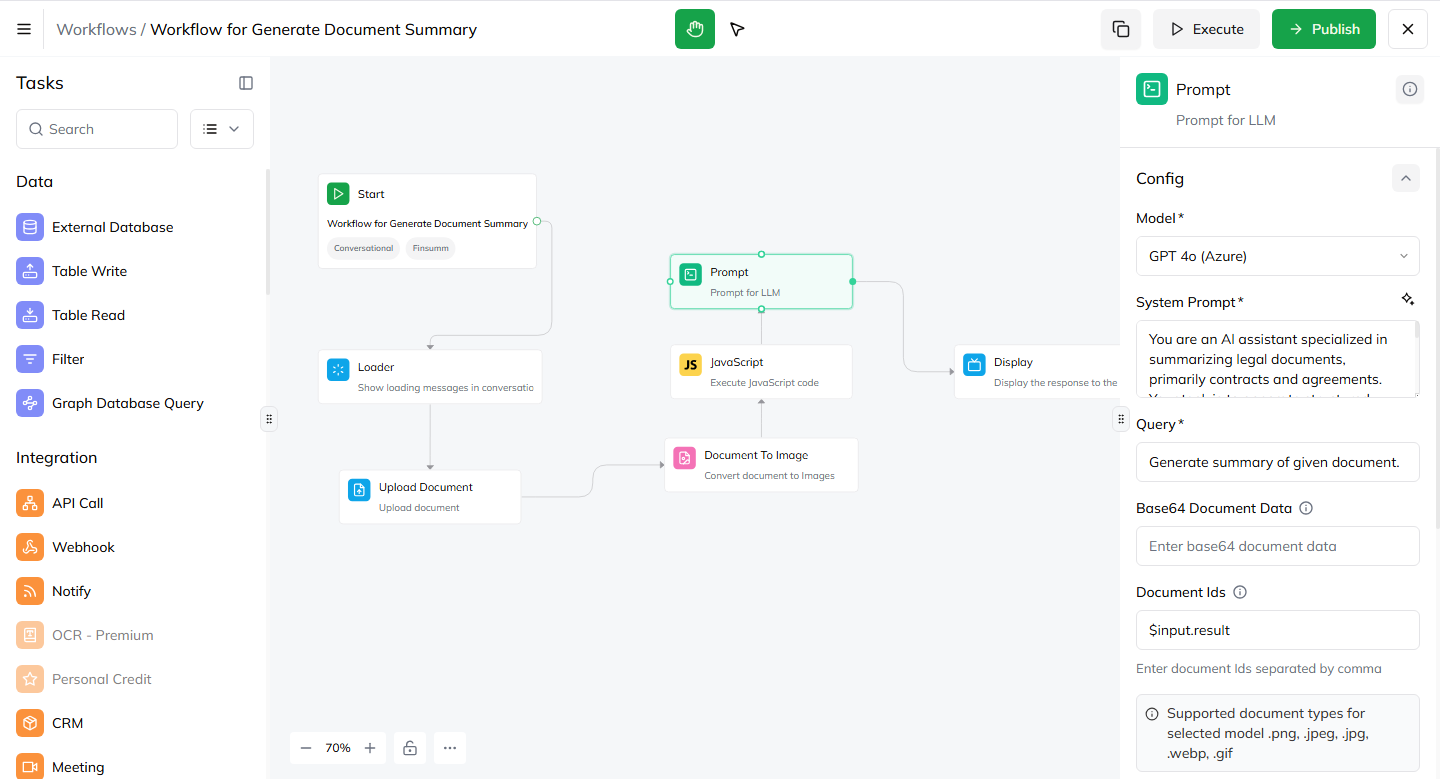 Workflows / Workflow for Generate Document Summary
Execute
Publish
Tasks
Search
Data
External Database
Table Write
Table Read
Filter
Graph Database Query
Integration
API Call
Webhook
Notify
OCR - Premium
Personal Credit
CRM
Meeting
Start
Workflow for Generate Document Summary
Conversational Finsumm
Loader
Show loading messages in conversatio
Upload Document
Upload document
Prompt
Prompt for LLM
JS JavaScript
Execute JavaScript code
Document To Image
Convert document to Images
Display
Display the response to the
70%
Prompt
Prompt for LLM
Config
Model*
GPT 4o (Azure)
System Prompt*
You are an AI assistant specialized in
summarizing legal documents,
primarily contracts and agreements.
Query*
Generate summary of given document.
Base64 Document Data
Enter base64 document data
Document Ids
$input.result
Enter document Ids separated by comma
Supported document types for
selected model .png, .jpeg, .jpg,
.webp, .gif